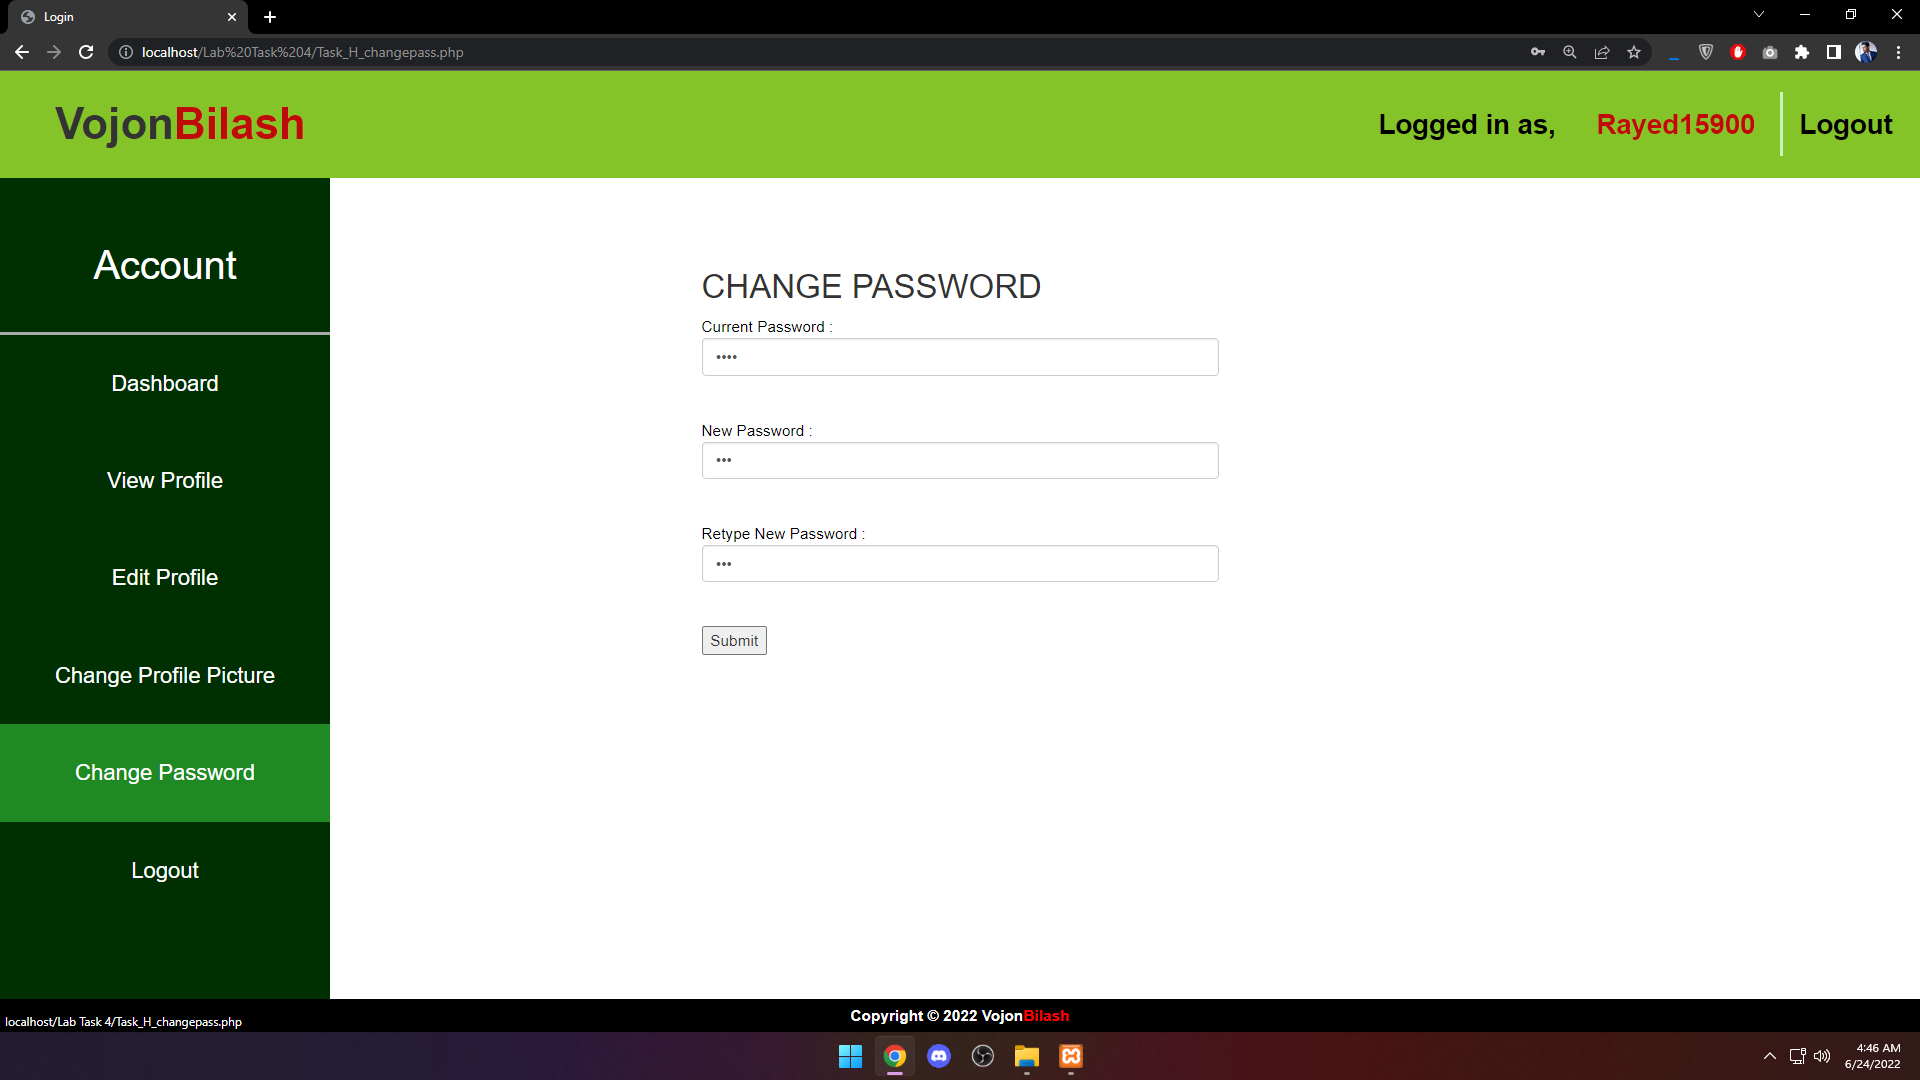 Login
localhost/Lab%20Task%204/Task_H_changepass.php
VojonBilash
Logged in as, Rayed15900 Logout
Account
Dashboard
View Profile
Edit Profile
Change Profile Picture
Change Password
Logout
CHANGE PASSWORD
Current Password :
••••
New Password :
•••
Retype New Password :
•••
Submit
Copyright © 2022 VojonBilash
localhost/Lab Task 4/Task_H_changepass.php
4:46 AM
6/24/2022